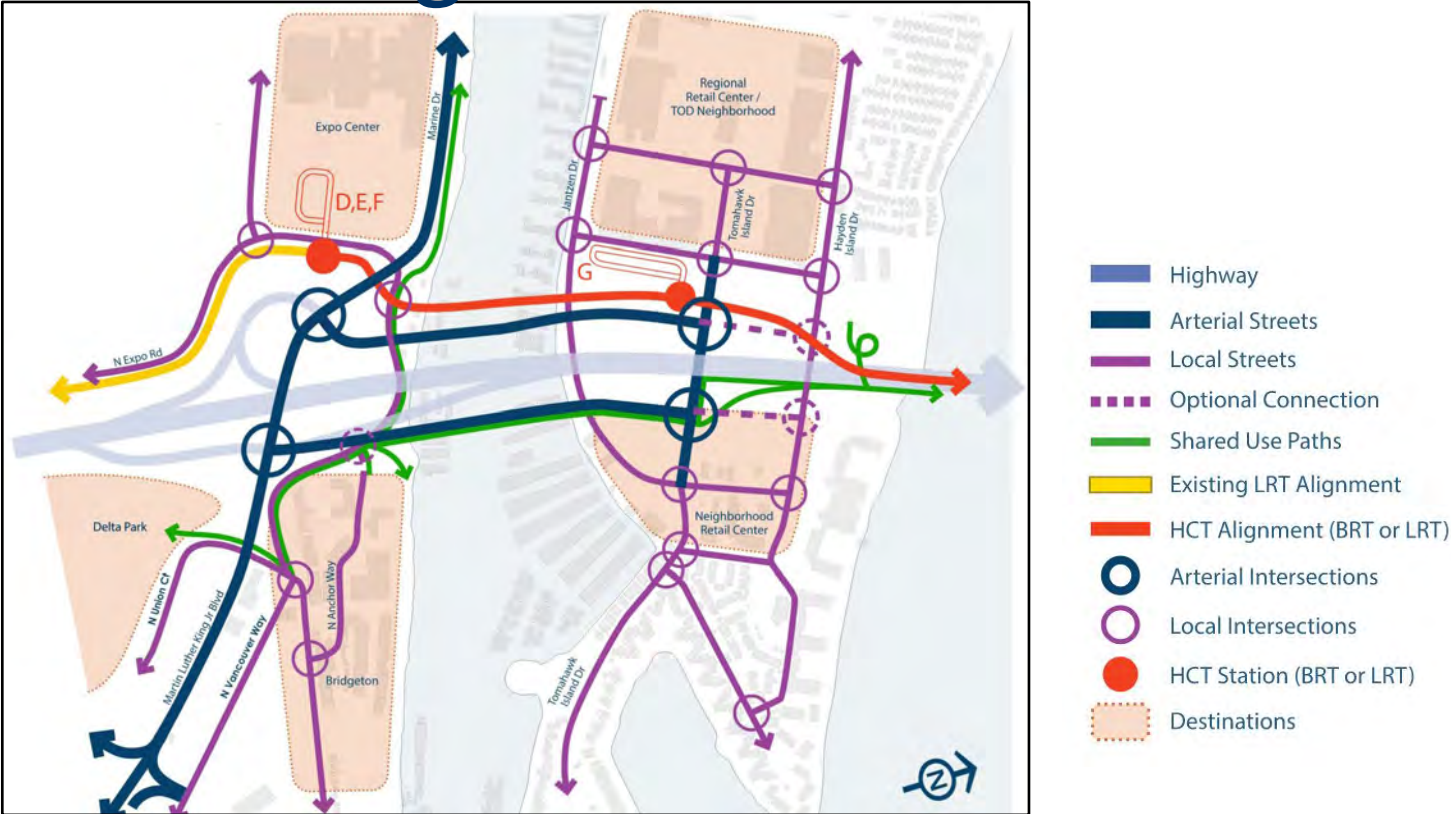 Expo Center
Marine Dr
D,E,F
N Expo Rd
Regional
Retail Center /
TOD Neighborhood
Jantzen Dr
Tomahawk
Island Dr
Hayden
Island Dr
G
Delta Park
N Union Ct
Martin Luther King Jr Blvd
N Vancouver Way
N Anchor Way
Bridgeton
Neighborhood
Retail Center
Tomahawk
Island Dr
N
Highway
Arterial Streets
Local Streets
Optional Connection
Shared Use Paths
Existing LRT Alignment
HCT Alignment (BRT or LRT)
Arterial Intersections
Local Intersections
HCT Station (BRT or LRT)
Destinations